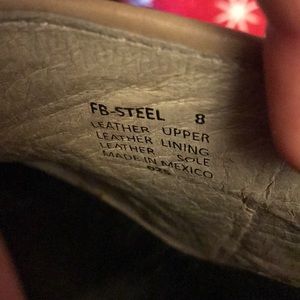 FB-STEEL 8
LEATHER UPPER
LEATHER LINING
LEATHER SOLE
MADE IN MEXICO